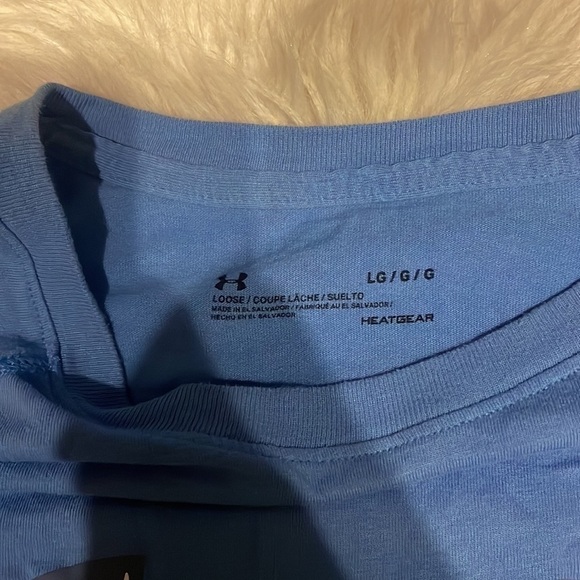 LG / G / G
LOOSE / COUPE LÂCHE / SUELTO
MADE IN EL SALVADOR / FABRIQUÉ AU EL SALVADOR /
HECHO EN EL SALVADOR
HEATGEAR